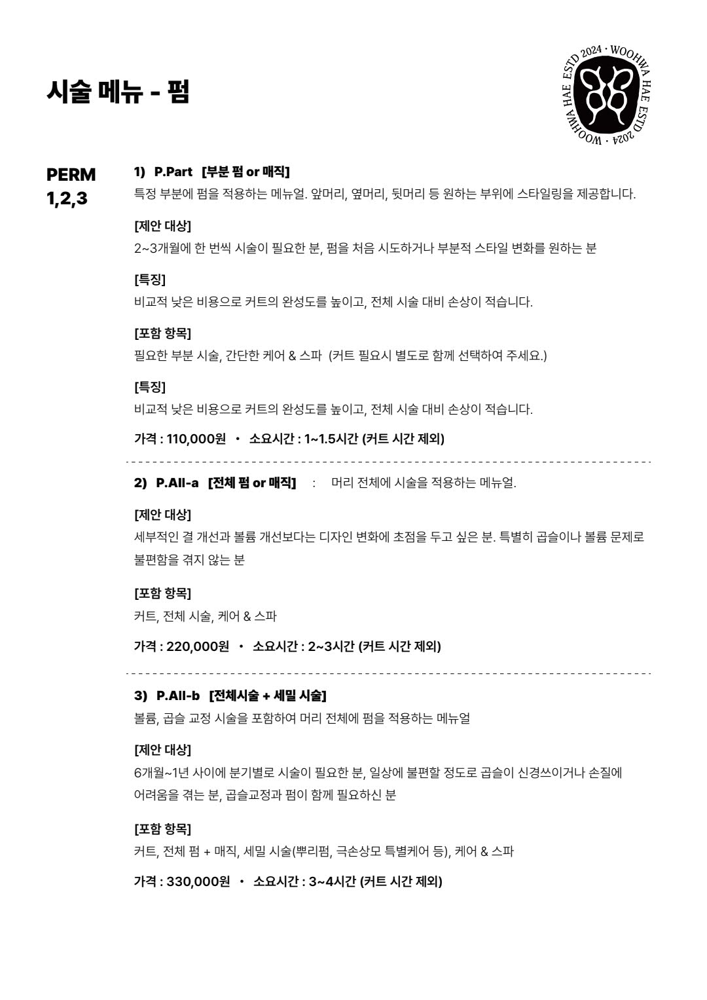 시술 메뉴 - 펌
ESTD 2024 · WOOHWA HAE ESTD 2024 · WOOHWA HAE
PERM
1,2,3
1) P.Part [부분 펌 or 매직]
특정 부분에 펌을 적용하는 메뉴얼. 앞머리, 옆머리, 뒷머리 등 원하는 부위에 스타일링을 제공합니다.
[제안 대상]
2~3개월에 한 번씩 시술이 필요한 분, 펌을 처음 시도하거나 부분적 스타일 변화를 원하는 분
[특징]
비교적 낮은 비용으로 커트의 완성도를 높이고, 전체 시술 대비 손상이 적습니다.
[포함 항목]
필요한 부분 시술, 간단한 케어 & 스파 (커트 필요시 별도로 함께 선택하여 주세요.)
[특징]
비교적 낮은 비용으로 커트의 완성도를 높이고, 전체 시술 대비 손상이 적습니다.
가격 : 110,000원 • 소요시간 : 1~1.5시간 (커트 시간 제외)
2) P.All-a [전체 펌 or 매직] : 머리 전체에 시술을 적용하는 메뉴얼.
[제안 대상]
세부적인 결 개선과 볼륨 개선보다는 디자인 변화에 초점을 두고 싶은 분. 특별히 곱슬이나 볼륨 문제로
불편함을 겪지 않는 분
[포함 항목]
커트, 전체 시술, 케어 & 스파
가격 : 220,000원 • 소요시간 : 2~3시간 (커트 시간 제외)
3) P.All-b [전체시술 + 세밀 시술]
볼륨, 곱슬 교정 시술을 포함하여 머리 전체에 펌을 적용하는 메뉴얼
[제안 대상]
6개월~1년 사이에 분기별로 시술이 필요한 분, 일상에 불편할 정도로 곱슬이 신경쓰이거나 손질에
어려움을 겪는 분, 곱슬교정과 펌이 함께 필요하신 분
[포함 항목]
커트, 전체 펌 + 매직, 세밀 시술(뿌리펌, 극손상모 특별케어 등), 케어 & 스파
가격 : 330,000원 • 소요시간 : 3~4시간 (커트 시간 제외)